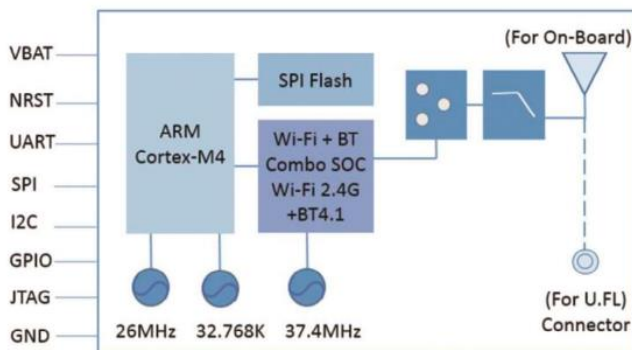 VBAT
NRST
UART
SPI
I2C
GPIO
JTAG
GND
ARM
Cortex-M4
SPI Flash
Wi-Fi + BT
Combo SOC
Wi-Fi 2.4G
+BT4.1
26MHz
32.768K
37.4MHz
(For On-Board)
(For U.FL)
Connector